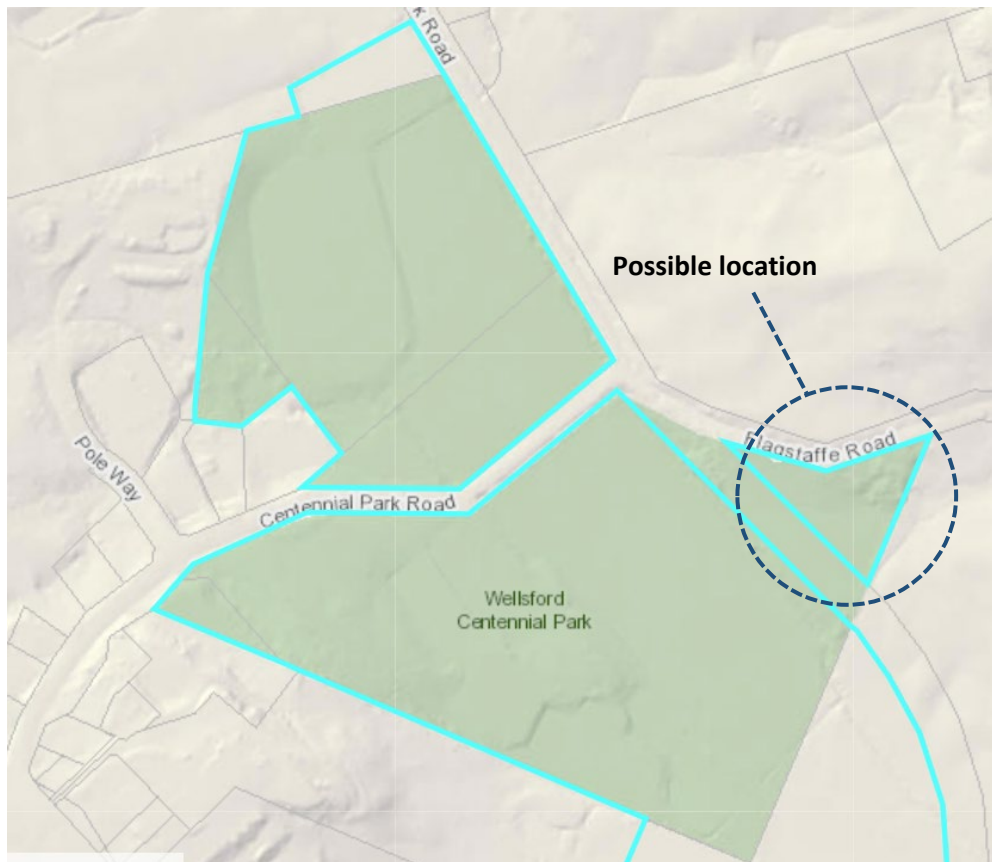 k Road
Possible location
Flagstaffe Road
Pole Way
Centennial Park Road
Wellsford
Centennial Park